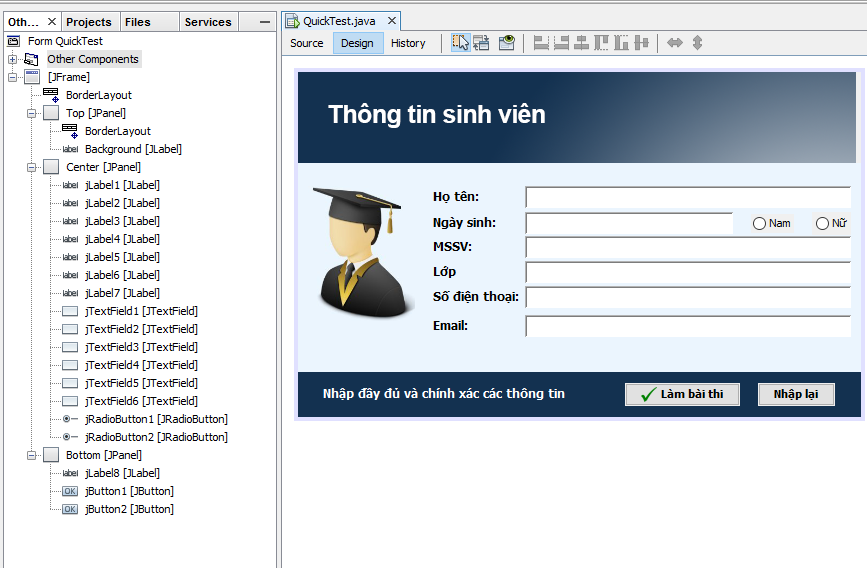 Oth... Projects Files Services
Form QuickTest
Other Components
[JFrame]
BorderLayout
Top [JPanel]
BorderLayout
label Background [JLabel]
Center [JPanel]
label jLabel1 [JLabel]
label jLabel2 [JLabel]
label jLabel3 [JLabel]
label jLabel4 [JLabel]
label jLabel5 [JLabel]
label jLabel6 [JLabel]
label jLabel7 [JLabel]
jTextField1 [JTextField]
jTextField2 [JTextField]
jTextField3 [JTextField]
jTextField4 [JTextField]
jTextField5 [JTextField]
jTextField6 [JTextField]
jRadioButton1 [JRadioButton]
jRadioButton2 [JRadioButton]
Bottom [JPanel]
label jLabel8 [JLabel]
OK jButton1 [JButton]
OK jButton2 [JButton]
QuickTest.java
Source Design History
Thông tin sinh viên
Họ tên:
Ngày sinh: Nam Nữ
MSSV:
Lớp
Số điện thoại:
Email:
Nhập đầy đủ và chính xác các thông tin Làm bài thi Nhập lại